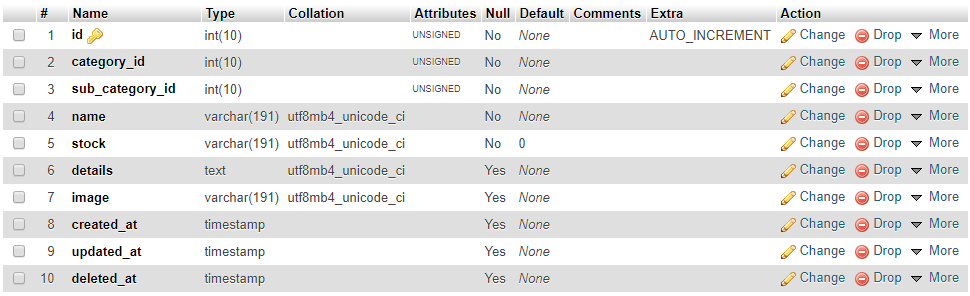 # Name Type Collation Attributes Null Default Comments Extra Action
1 id int(10) UNSIGNED No None AUTO_INCREMENT Change Drop More
2 category_id int(10) UNSIGNED No None Change Drop More
3 sub_category_id int(10) UNSIGNED No None Change Drop More
4 name varchar(191) utf8mb4_unicode_ci No None Change Drop More
5 stock varchar(191) utf8mb4_unicode_ci No 0 Change Drop More
6 details text utf8mb4_unicode_ci Yes None Change Drop More
7 image varchar(191) utf8mb4_unicode_ci Yes None Change Drop More
8 created_at timestamp Yes None Change Drop More
9 updated_at timestamp Yes None Change Drop More
10 deleted_at timestamp Yes None Change Drop More